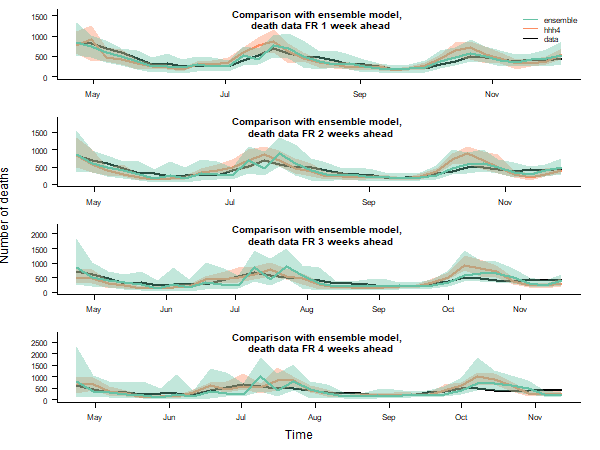 Comparison with ensemble model,
death data FR 1 week ahead
ensemble
hhh4
data
1500
1000
500
0
May Jul Sep Nov
Comparison with ensemble model,
death data FR 2 weeks ahead
1500
1000
500
0
May Jul Sep Nov
Number of deaths
Comparison with ensemble model,
death data FR 3 weeks ahead
2000
1500
1000
500
0
May Jun Jul Aug Sep Oct Nov
Comparison with ensemble model,
death data FR 4 weeks ahead
2500
2000
1500
1000
500
0
May Jun Jul Aug Sep Oct Nov
Time